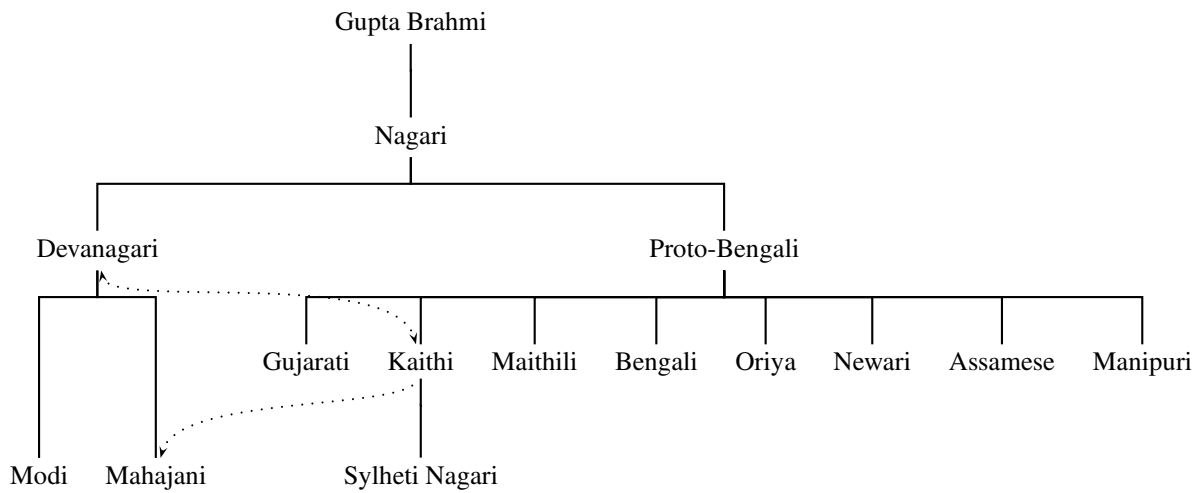 Gupta Brahmi
Nagari
Devanagari Proto-Bengali
Gujarati Kaithi Maithili Bengali Oriya Newari Assamese Manipuri
Modi Mahajani Sylheti Nagari